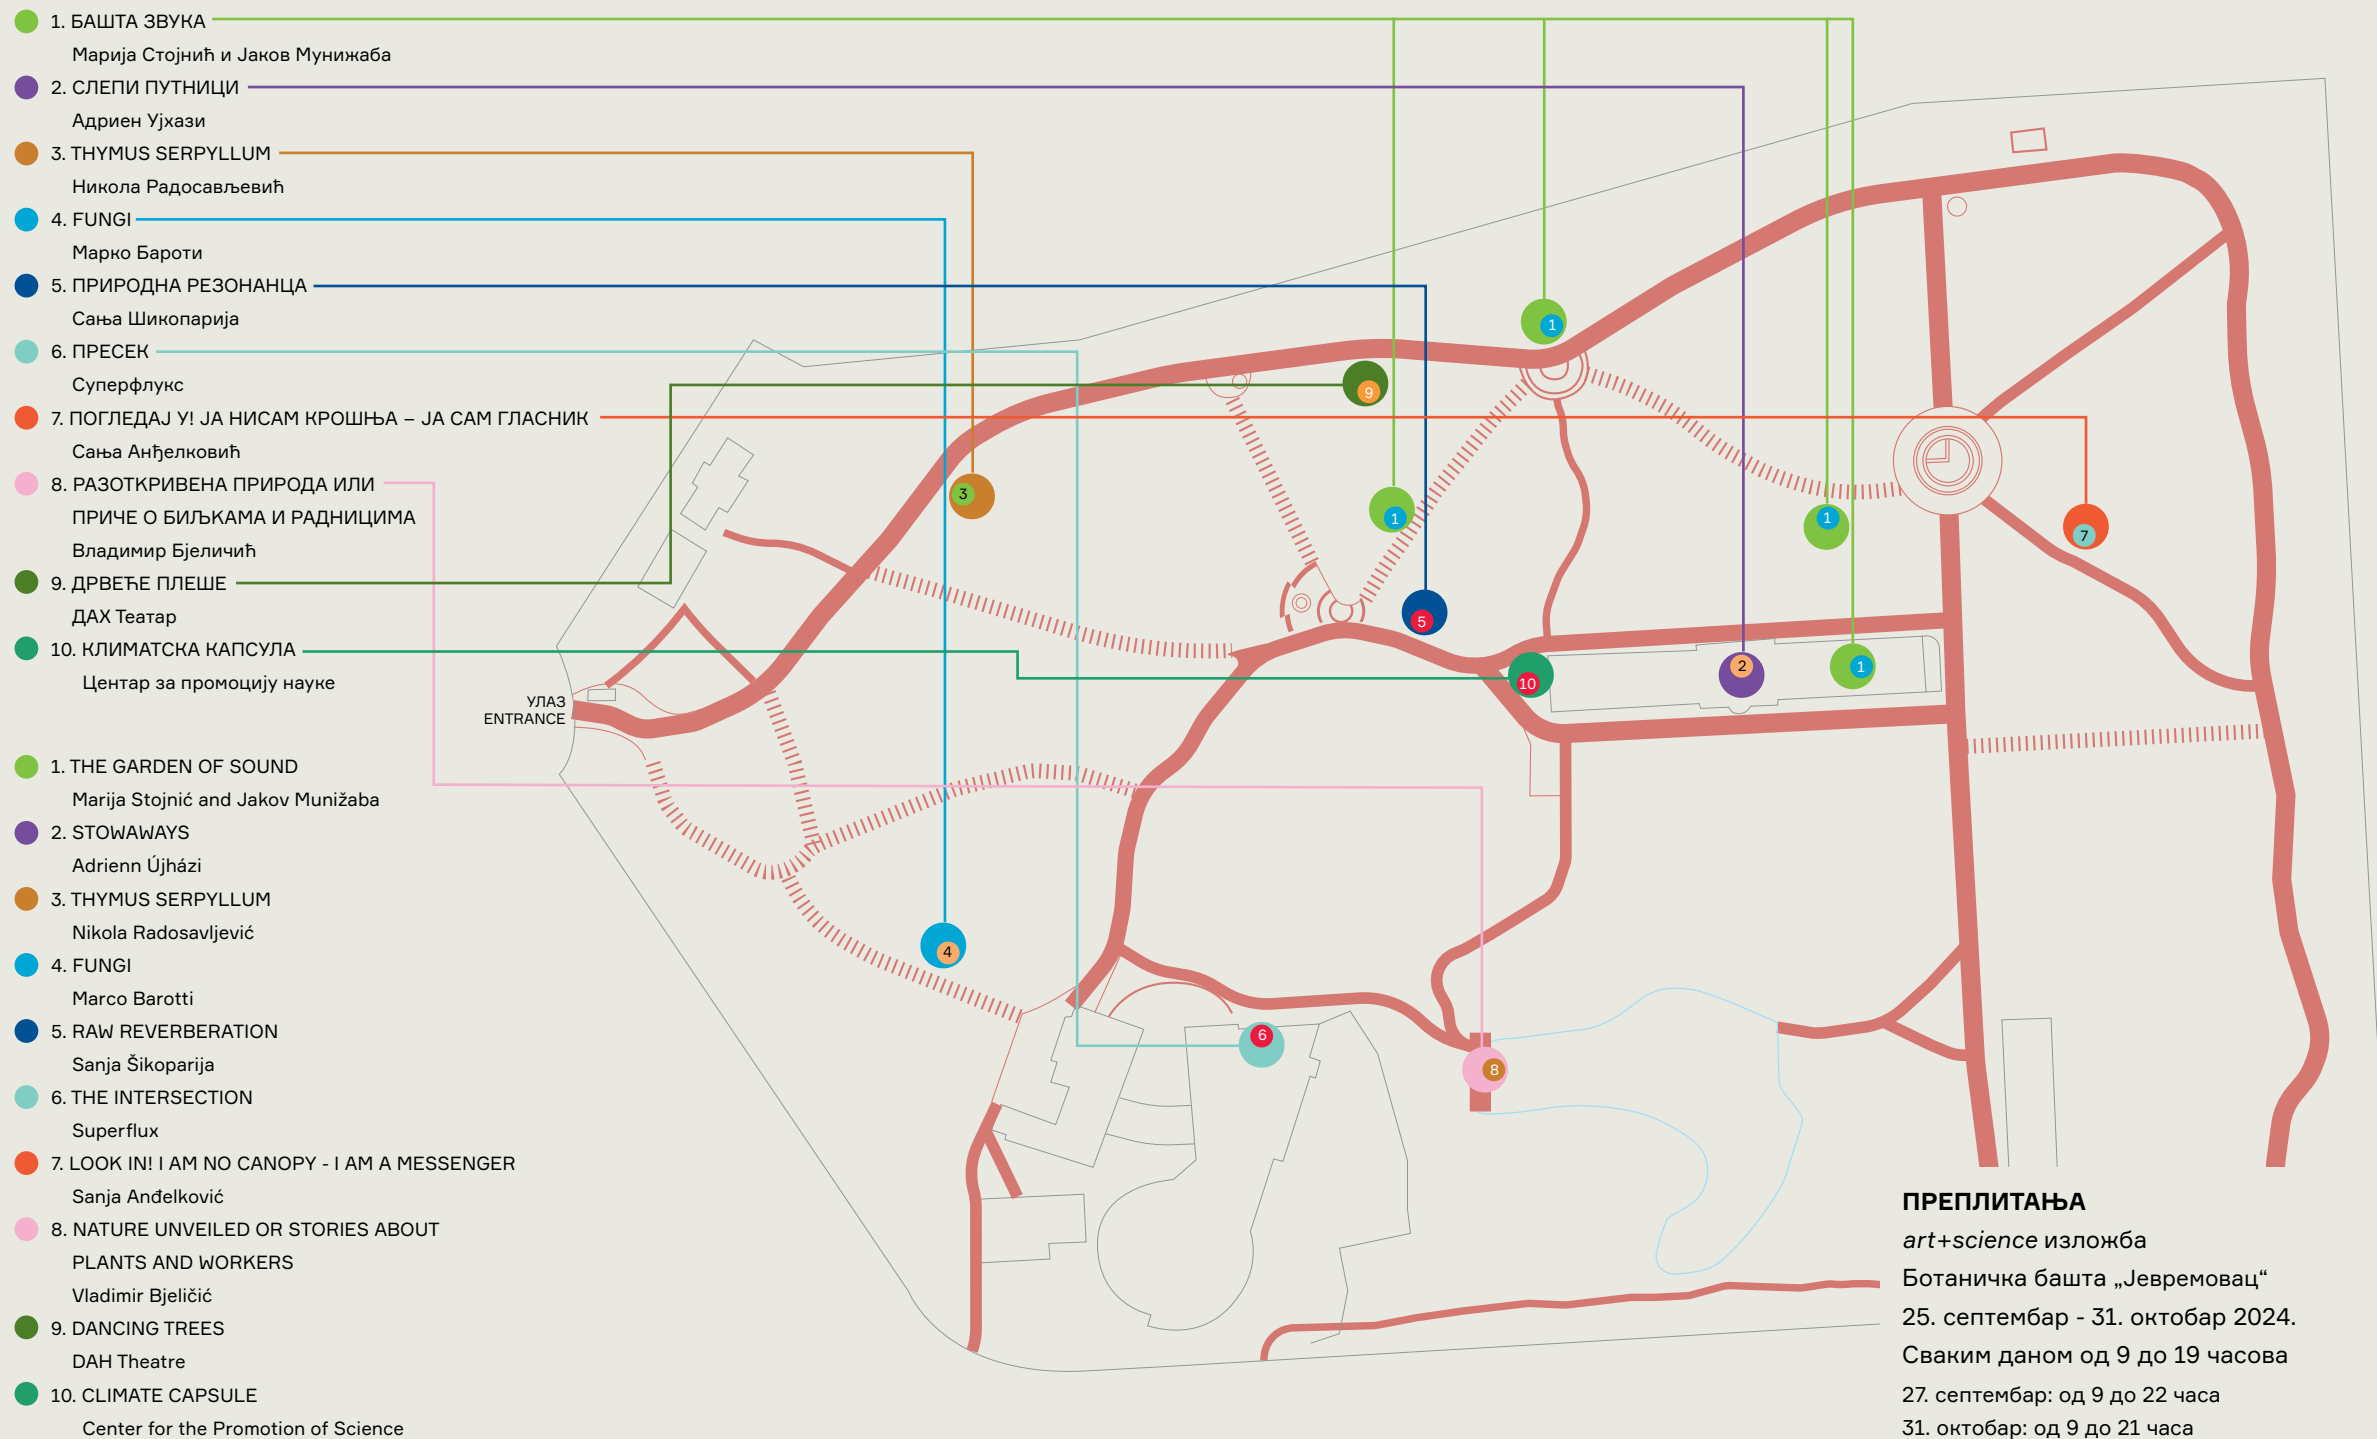 1. БАШТА ЗВУКА
Марија Стојнић и Јаков Мунижаба
2. СЛЕПИ ПУТНИЦИ
Адриен Ујхази
3. THYMUS SERPYLLUM
Никола Радосављевић
4. FUNGI
Марко Бароти
5. ПРИРОДНА РЕЗОНАНЦА
Сања Шикопарија
6. ПРЕСЕК
Суперфлукс
7. ПОГЛЕДАЈ У! ЈА НИСАМ КРОШЊА – ЈА САМ ГЛАСНИК
Сања Анђелковић
8. РАЗОТКРИВЕНА ПРИРОДА ИЛИ
ПРИЧЕ О БИЉКАМА И РАДНИЦИМА
Владимир Бјеличић
9. ДРВЕЋЕ ПЛЕШЕ
ДАХ Театар
10. КЛИМАТСКА КАПСУЛА
Центар за промоцију науке
1. THE GARDEN OF SOUND
Marija Stojnić and Jakov Munižaba
2. STOWAWAYS
Adrienn Újházi
3. THYMUS SERPYLLUM
Nikola Radosavljević
4. FUNGI
Marco Barotti
5. RAW REVERBERATION
Sanja Šikoparija
6. THE INTERSECTION
Superflux
7. LOOK IN! I AM NO CANOPY - I AM A MESSENGER
Sanja Anđelković
8. NATURE UNVEILED OR STORIES ABOUT
PLANTS AND WORKERS
Vladimir Bjeličić
9. DANCING TREES
DAH Theatre
10. CLIMATE CAPSULE
Center for the Promotion of Science
УЛАЗ
ENTRANCE
1
9
3
1
1
7
5
10
2
1
4
6
8
ПРЕПЛИТАЊА
art+science изложба
Ботаничка башта „Јевремовац“
25. септембар - 31. октобар 2024.
Сваким даном од 9 до 19 часова
27. септембар: од 9 до 22 часа
31. октобар: од 9 до 21 часа